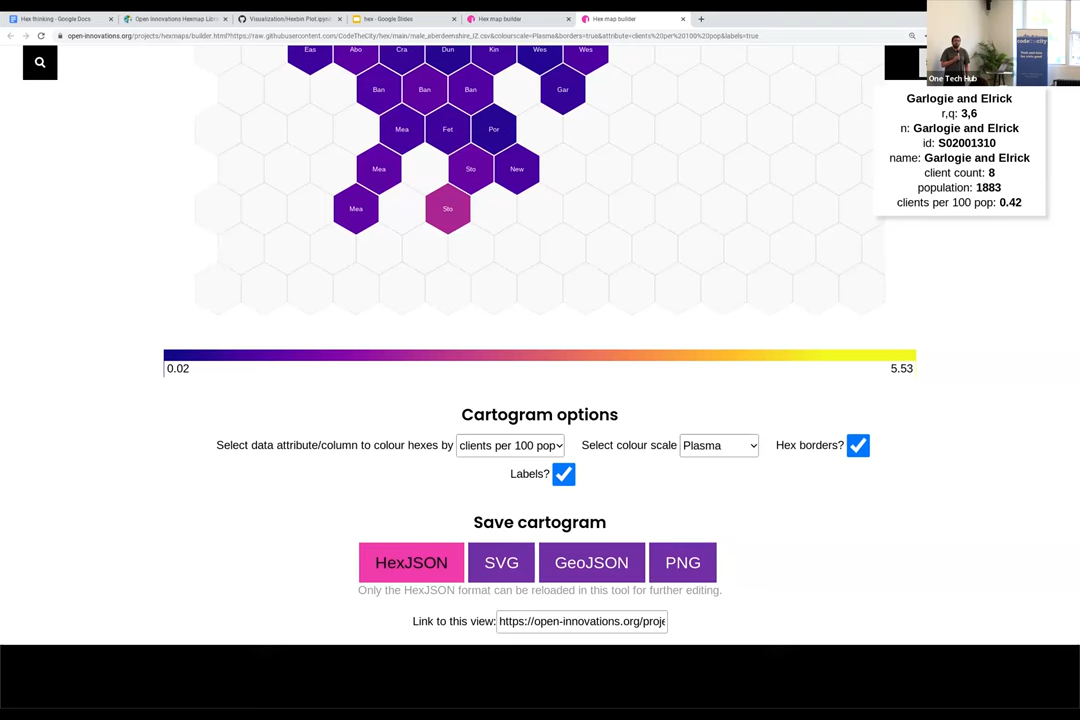 Hex thinking - Google Docs
Open Innovations Hexmap Libr
Visualization/Hexbin Plot.ipynb
hex - Google Slides
Hex map builder
Hex map builder
open-innovations.org/projects/hexmaps/builder.html?https://raw.githubusercontent.com/CodeTheCity/hex/main/male_aberdeenshire_IZ.csv&colourscale=Plasma&borders=true&attribute=clients%20per%20100%20pop&labels=true
One Tech Hub
Eas Abo Cra Dun Kin Wes Wes
Ban Ban Ban Gar
Mea Fet Por
Mea Sto New
Mea Sto
Garlogie and Elrick
r,q: 3,6
n: Garlogie and Elrick
id: S02001310
name: Garlogie and Elrick
client count: 8
population: 1883
clients per 100 pop: 0.42
0.02 5.53
Cartogram options
Select data attribute/column to colour hexes by clients per 100 pop Select colour scale Plasma Hex borders?
Labels?
Save cartogram
HexJSON SVG GeoJSON PNG
Only the HexJSON format can be reloaded in this tool for further editing.
Link to this view: https://open-innovations.org/proje